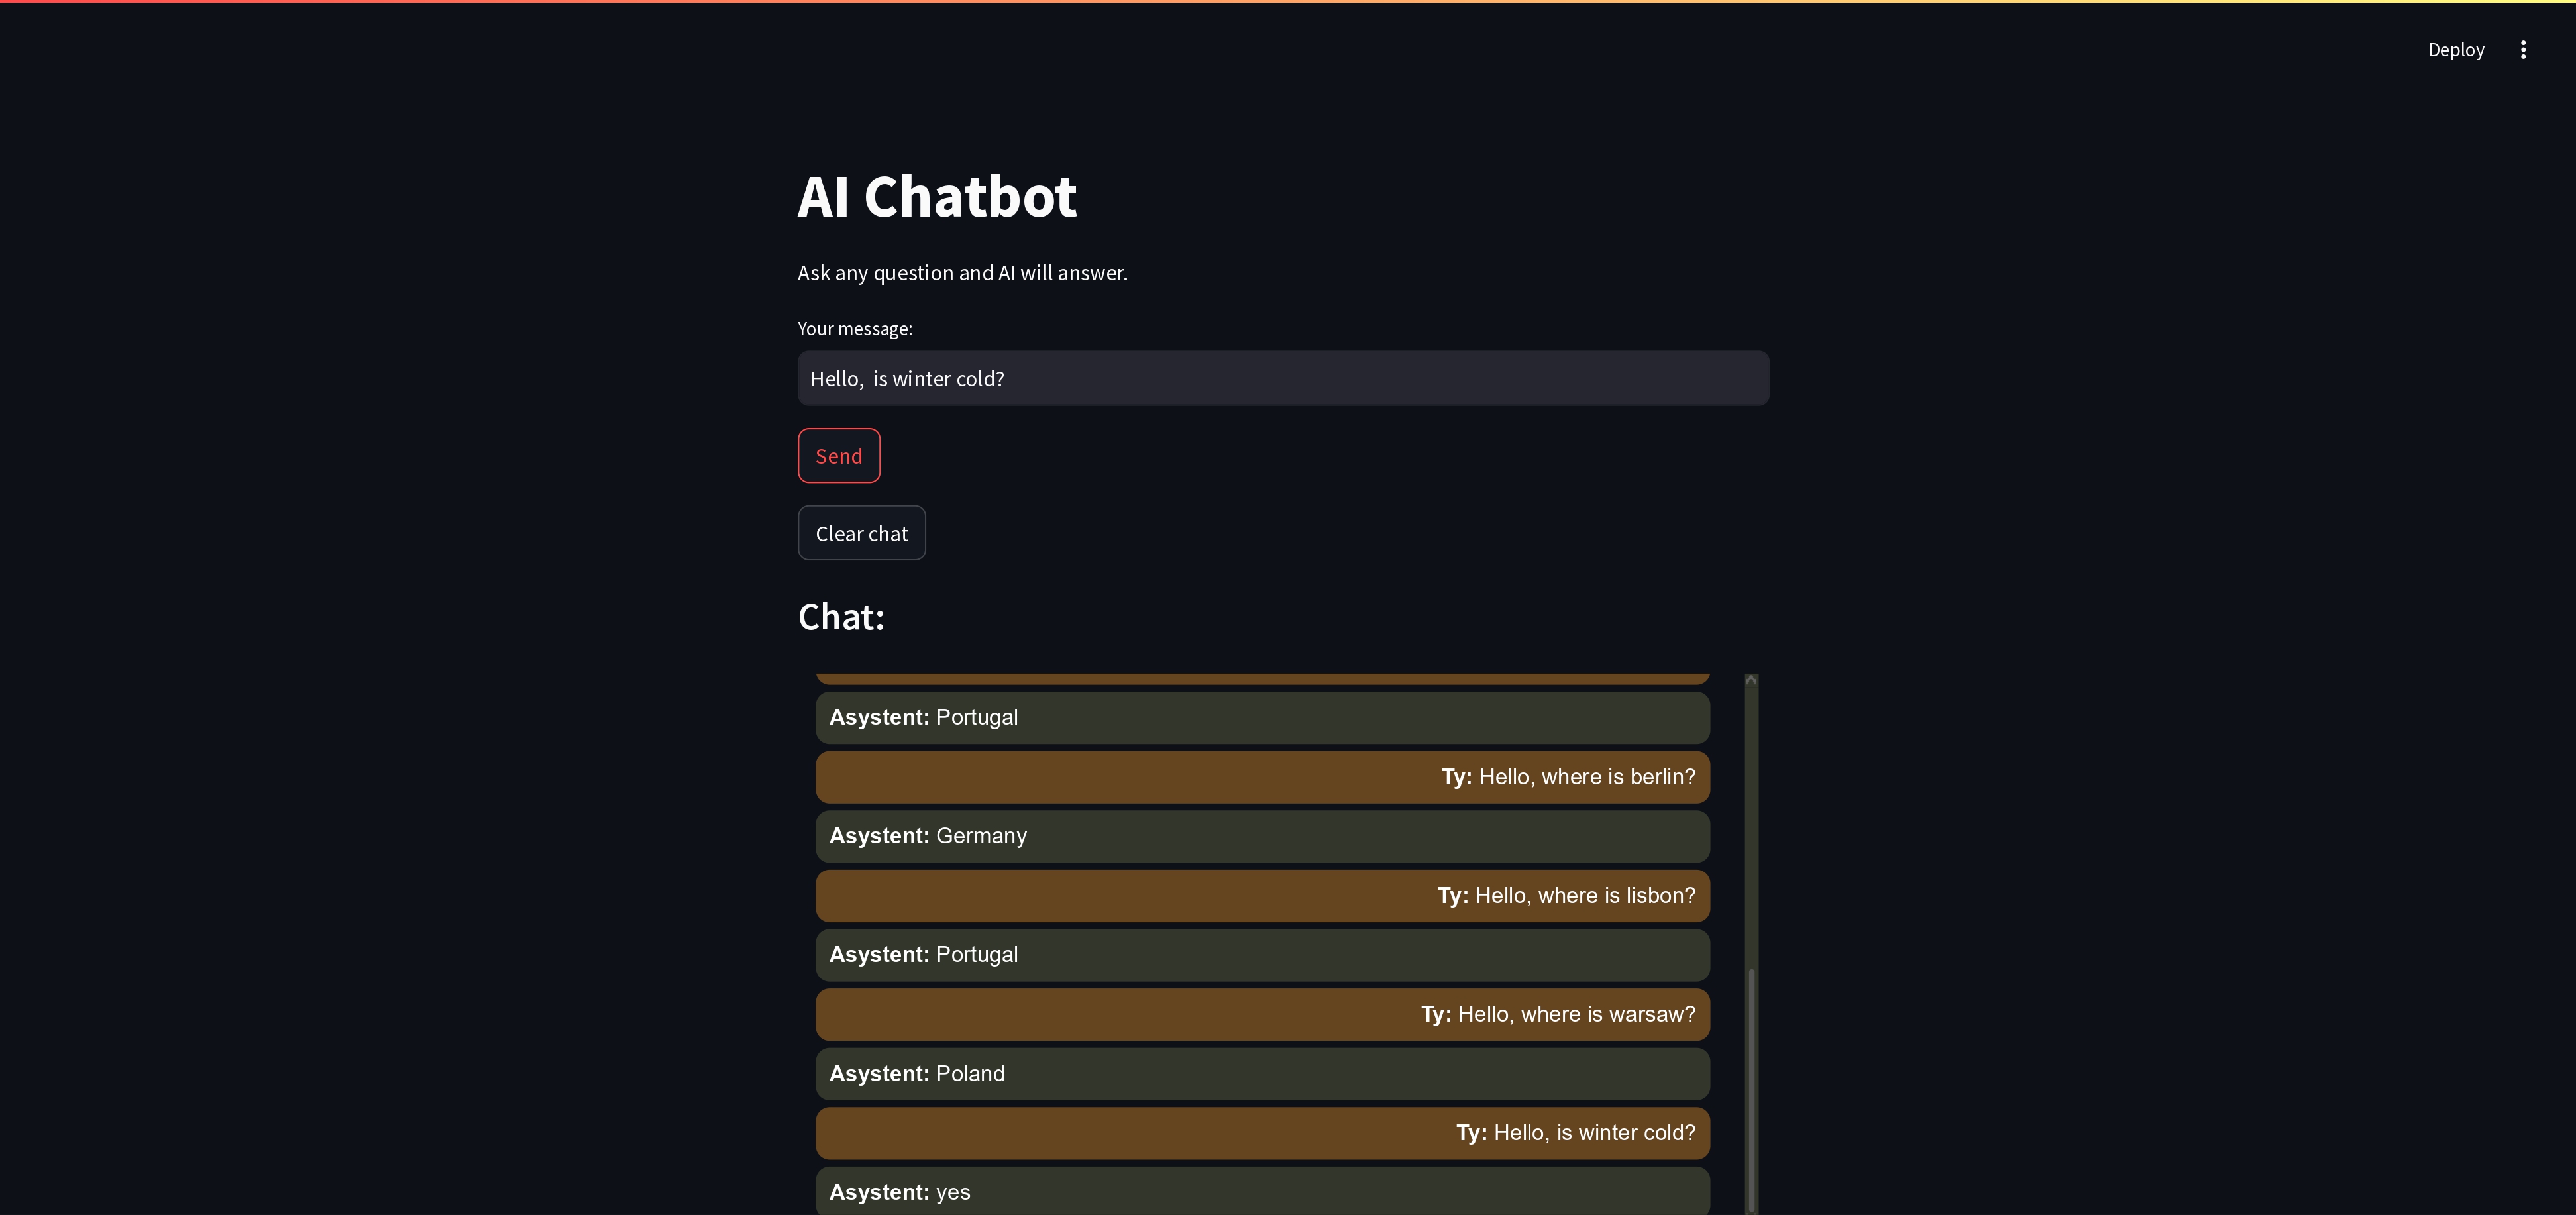 Deploy
AI Chatbot
Ask any question and AI will answer.
Your message:
Hello,  is winter cold?
Send
Clear chat
Chat:
Asystent: Portugal
Ty: Hello, where is berlin?
Asystent: Germany
Ty: Hello, where is lisbon?
Asystent: Portugal
Ty: Hello, where is warsaw?
Asystent: Poland
Ty: Hello, is winter cold?
Asystent: yes